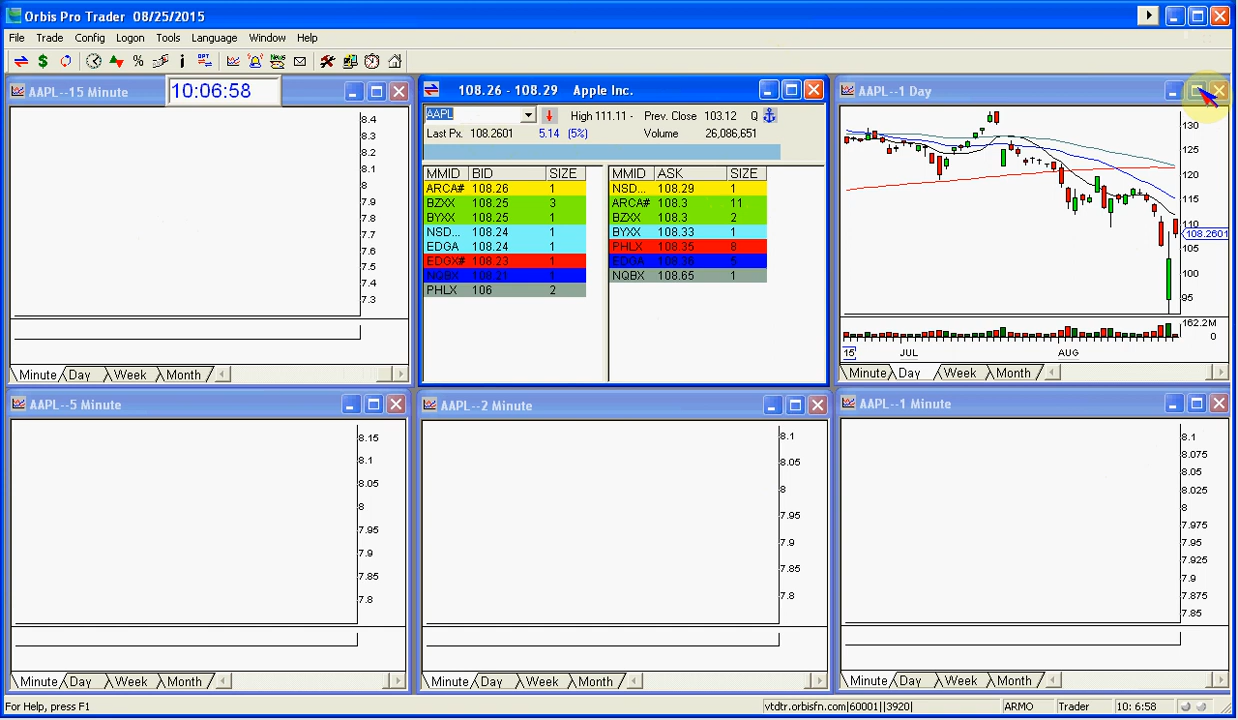 Orbis Pro Trader 08/25/2015
File Trade Config Logon Tools Language Window Help
AAPL--15 Minute
10:06:58
8.4
8.3
8.2
8.1
8
7.9
7.8
7.7
7.6
7.5
7.4
7.3
Minute Day Week Month
108.26 - 108.29 Apple Inc.
AAPL High 111.11 - Prev. Close 103.12 Q
Last Px. 108.2601 5.14 (5%) Volume 26,086,651
MMID BID SIZE MMID ASK SIZE
ARCA# 108.26 1 NSD... 108.29 1
BZXX 108.25 3 ARCA# 108.3 11
BYXX 108.25 1 BZXX 108.3 2
NSD... 108.24 1 BYXX 108.33 1
EDGA 108.24 1 PHLX 108.35 8
EDGX# 108.23 1 EDGA 108.36 5
NQBX 108.21 1 NQBX 108.65 1
PHLX 106 2
AAPL--1 Day
130
125
120
115
110
108.2601
105
100
95
162.2M
0
15 JUL AUG
Minute Day Week Month
AAPL--5 Minute
8.15
8.1
8.05
8
7.95
7.9
7.85
7.8
Minute Day Week Month
AAPL--2 Minute
8.1
8.05
8
7.95
7.9
7.85
7.8
Minute Day Week Month
AAPL--1 Minute
8.1
8.075
8.05
8.025
8
7.975
7.95
7.925
7.9
7.875
7.85
Minute Day Week Month
For Help, press F1 vtdtr.orbisfn.com|60001||3920| ARMO Trader 10: 6:58